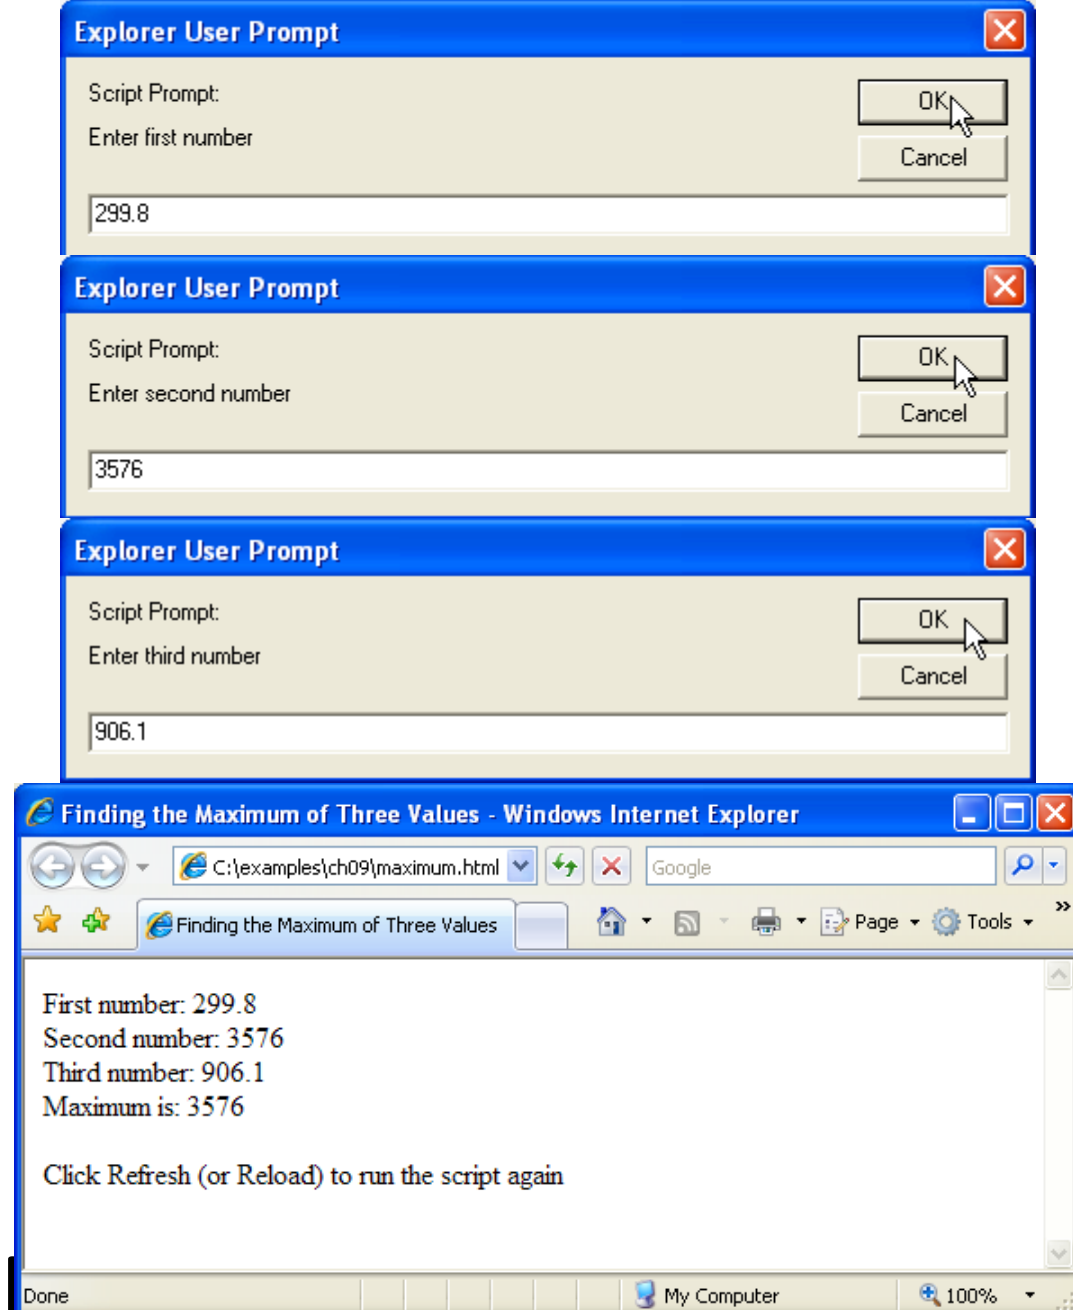 Explorer User Prompt
Script Prompt:
OK
Enter first number
Cancel
299.8
Explorer User Prompt
Script Prompt:
OK
Enter second number
Cancel
3576
Explorer User Prompt
Script Prompt:
OK
Enter third number
Cancel
906.1
Finding the Maximum of Three Values - Windows Internet Explorer
C:\examples\ch09\maximum.html
Google
Finding the Maximum of Three Values
Page
Tools
»
First number: 299.8
Second number: 3576
Third number: 906.1
Maximum is: 3576
Click Refresh (or Reload) to run the script again
Done
My Computer
100%